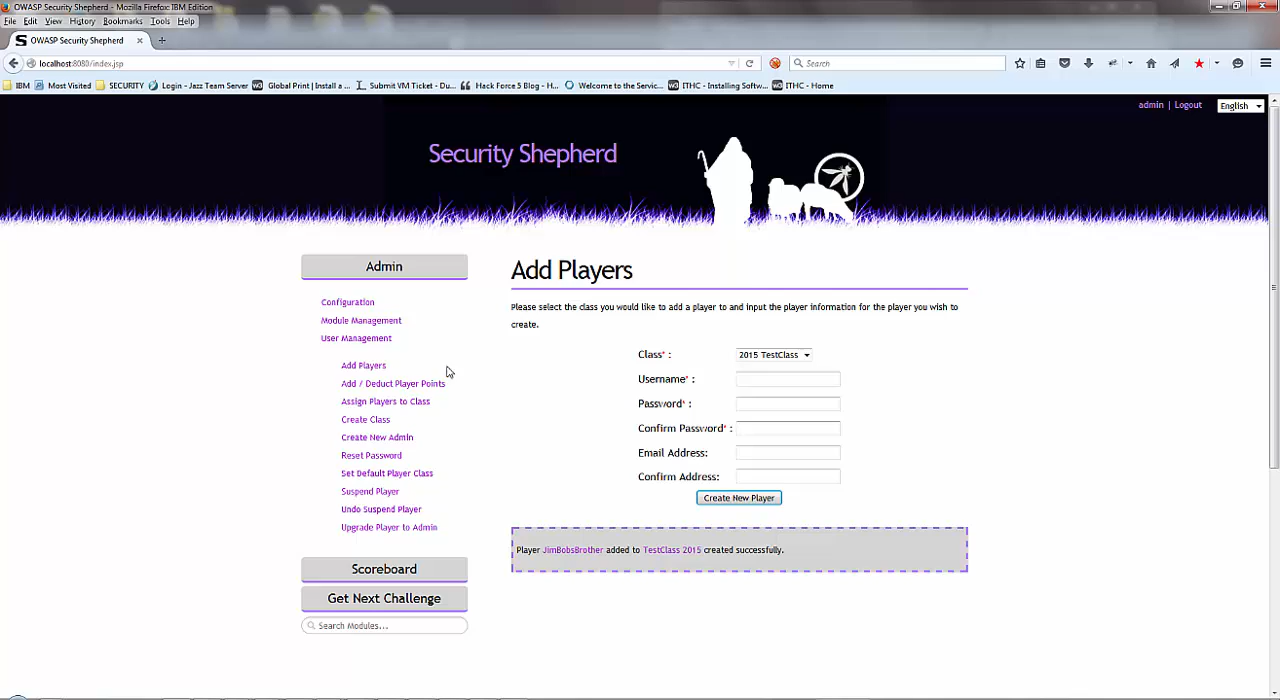 OWASP Security Shepherd - Mozilla Firefox: IBM Edition
File Edit View History Bookmarks Tools Help
OWASP Security Shepherd
localhost:8080/index.jsp
Search
IBM Most Visited SECURITY Login - Jazz Team Server Global Print | Install a ... Submit VM Ticket - Du... Hack Force 5 Blog - H... Welcome to the Servic... ITHC - Installing Softw... ITHC - Home
admin | Logout English
Security Shepherd
Admin
Configuration
Module Management
User Management
Add Players
Add / Deduct Player Points
Assign Players to Class
Create Class
Create New Admin
Reset Password
Set Default Player Class
Suspend Player
Undo Suspend Player
Upgrade Player to Admin
Scoreboard
Get Next Challenge
Search Modules...
Add Players
Please select the class you would like to add a player to and input the player information for the player you wish to
create.
Class* : 2015 TestClass
Username* :
Password* :
Confirm Password* :
Email Address:
Confirm Address:
Create New Player
Player JimBobsBrother added to TestClass 2015 created successfully.